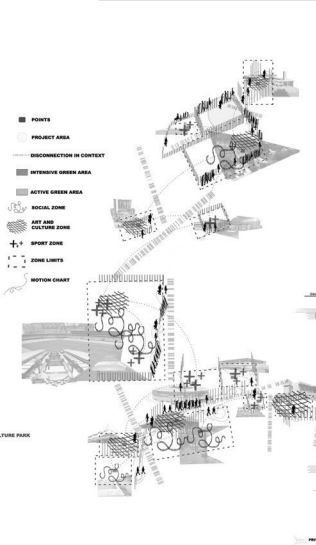 POINTS
PROJECT AREA
DISCONNECTION IN CONTEXT
INTENSIVE GREEN AREA
ACTIVE GREEN AREA
SOCIAL ZONE
ART AND
CULTURE ZONE
SPORT ZONE
ZONE LIMITS
MOTION CHART
LTURE PARK